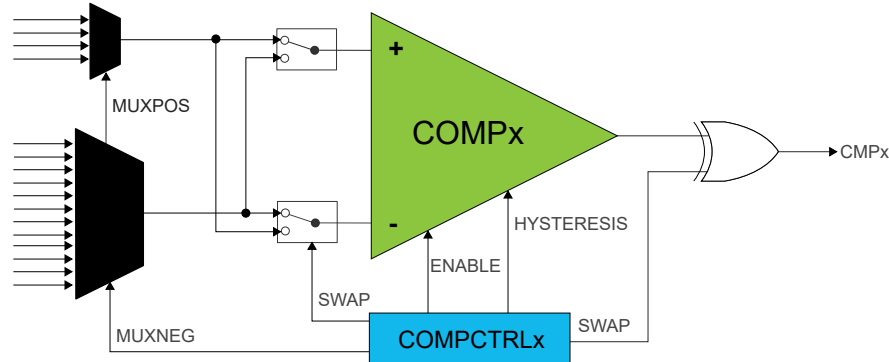 +
MUXPOS
COMPx
CMPx
-
HYSTERESIS
ENABLE
SWAP
SWAP
MUXNEG
COMPCTRLx